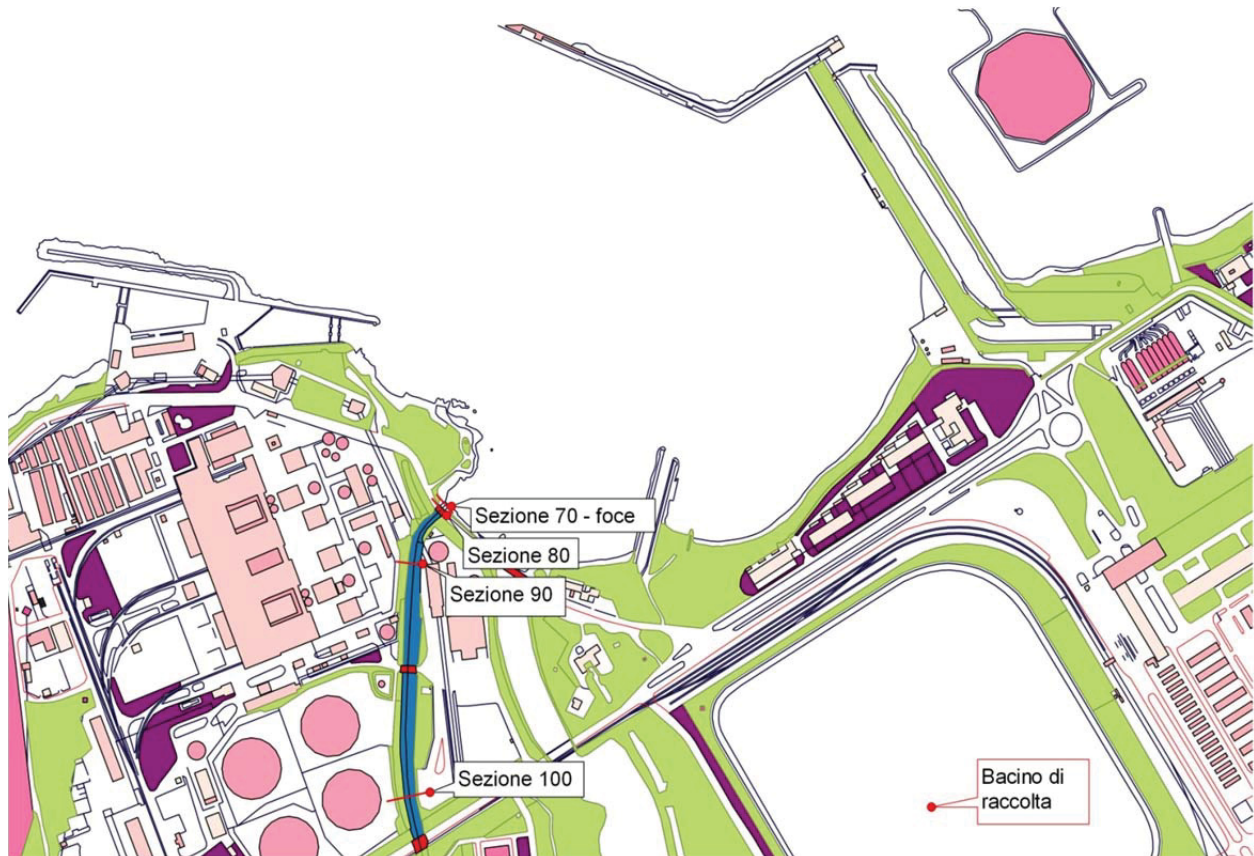 Sezione 70 - foce
Sezione 80
Sezione 90
Sezione 100
Bacino di
raccolta